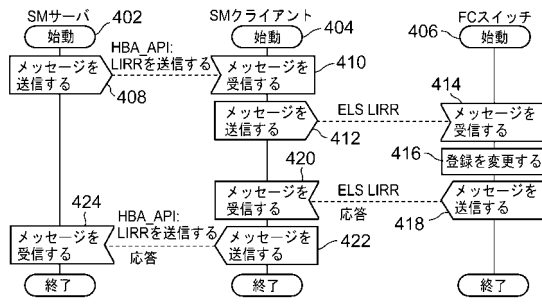 SMサーバ
SMクライアント
FCスイッチ
始動
402
始動
404
406
始動
HBA_API:
LIRRを送信する
メッセージを
送信する
408
メッセージを
受信する
410
メッセージを
送信する
412
ELS LIRR
414
メッセージを
受信する
416
登録を変更する
420
メッセージを
受信する
ELS LIRR
応答
メッセージを
送信する
418
424
メッセージを
受信する
HBA_API:
LIRRを送信する
応答
メッセージを
送信する
422
終了
終了
終了